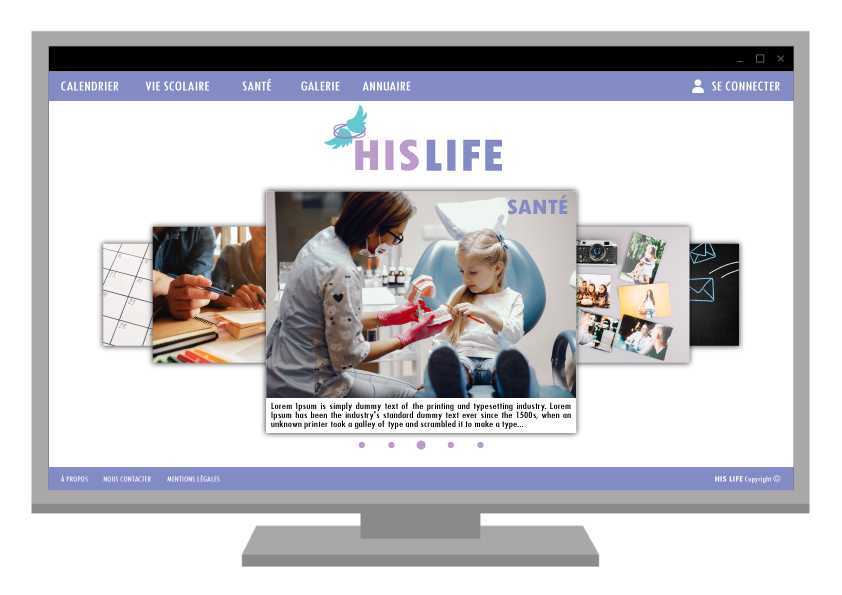 CALENDRIER VIE SCOLAIRE SANTÉ GALERIE ANNUAIRE SE CONNECTER
HIS LIFE
SANTÉ
Lorem Ipsum is simply dummy text of the printing and typesetting industry. Lorem
Ipsum has been the industry's standard dummy text ever since the 1500s, when an
unknown printer took a galley of type and scrambled it to make a type...
À PROPOS NOUS CONTACTER MENTIONS LÉGALES HIS LIFE Copyright ©